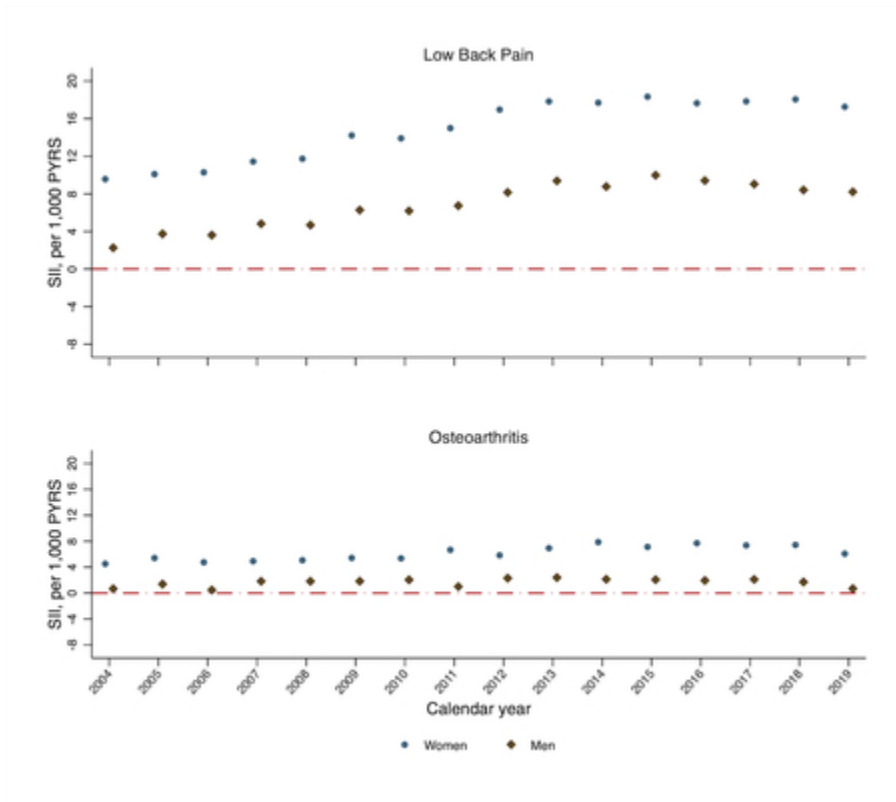 Low Back Pain
SII, per 1,000 PYRS
20
16
12
8
4
0
-4
-8
Osteoarthritis
SII, per 1,000 PYRS
20
16
12
8
4
0
-4
-8
2004 2005 2006 2007 2008 2009 2010 2011 2012 2013 2014 2015 2016 2017 2018 2019
Calendar year
Women Men